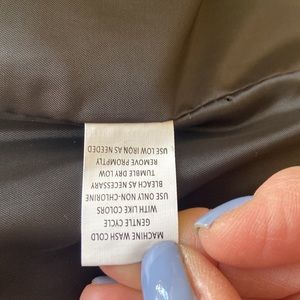 MACHINE WASH COLD
GENTLE CYCLE
WITH LIKE COLORS
USE ONLY NON-CHLORINE
BLEACH AS NECESSARY
TUMBLE DRY LOW
REMOVE PROMPTLY
USE LOW IRON AS NEEDED